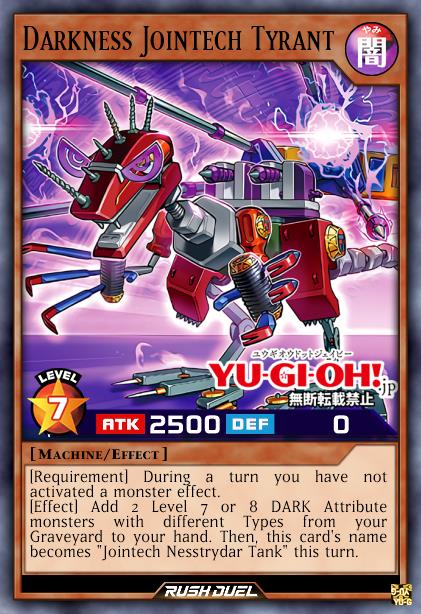 DARKNESS JOINTECH TYRANT
やみ
闇
ユウギオウドットジェイピー
YU-GI-OH!.jp
無断転載禁止
LEVEL
7
ATK 2500 DEF 0
[MACHINE/EFFECT]
[Requirement] During a turn you have not
activated a monster effect.
[Effect] Add 2 Level 7 or 8 DARK Attribute
monsters with different Types from your
Graveyard to your hand. Then, this card's name
becomes "Jointech Nesstrydar Tank" this turn.
RUSH DUEL